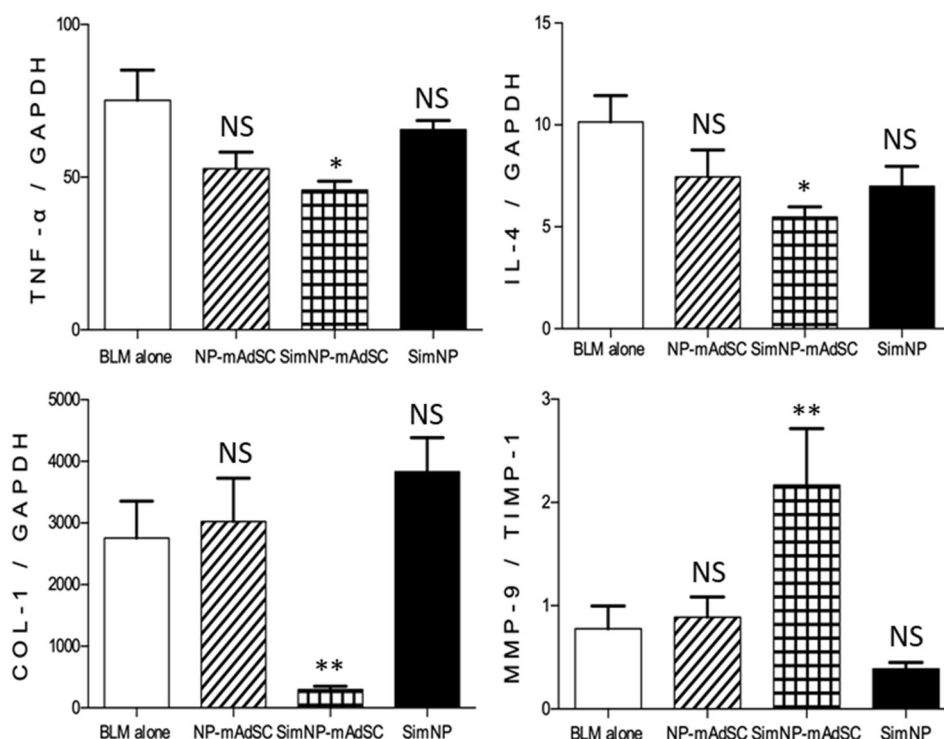 TNF-α / GAPDH
100
50
0
NS
*
NS
BLM alone NP-mAdSC SimNP-mAdSC SimNP
IL-4 / GAPDH
15
10
5
0
NS
*
NS
BLM alone NP-mAdSC SimNP-mAdSC SimNP
COL-1 / GAPDH
5000
4000
3000
2000
1000
0
NS
**
NS
BLM alone NP-mAdSC SimNP-mAdSC SimNP
MMP-9 / TIMP-1
3
2
1
0
NS
**
NS
BLM alone NP-mAdSC SimNP-mAdSC SimNP